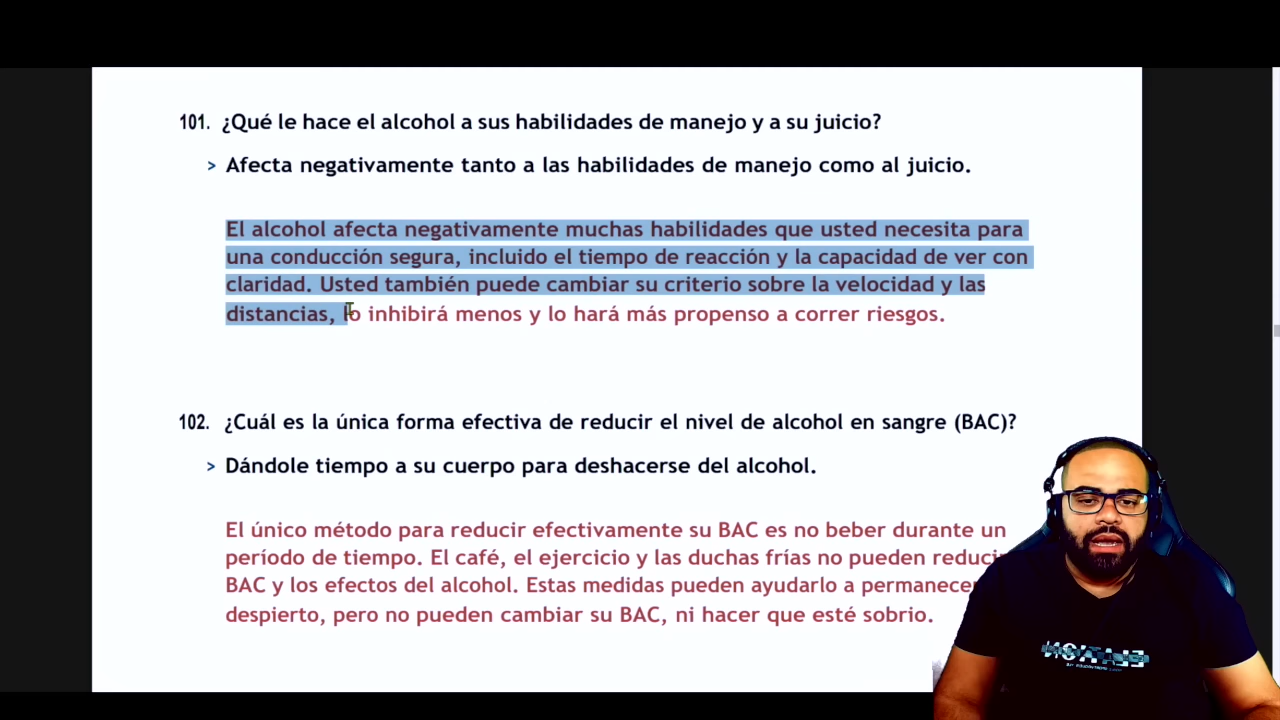 101. ¿Qué le hace el alcohol a sus habilidades de manejo y a su juicio?
> Afecta negativamente tanto a las habilidades de manejo como al juicio.
El alcohol afecta negativamente muchas habilidades que usted necesita para
una conducción segura, incluido el tiempo de reacción y la capacidad de ver con
claridad. Usted también puede cambiar su criterio sobre la velocidad y las
distancias, lo inhibirá menos y lo hará más propenso a correr riesgos.
102. ¿Cuál es la única forma efectiva de reducir el nivel de alcohol en sangre (BAC)?
> Dándole tiempo a su cuerpo para deshacerse del alcohol.
El único método para reducir efectivamente su BAC es no beber durante un
período de tiempo. El café, el ejercicio y las duchas frías no pueden reducir
BAC y los efectos del alcohol. Estas medidas pueden ayudarlo a permanecer
despierto, pero no pueden cambiar su BAC, ni hacer que esté sobrio.